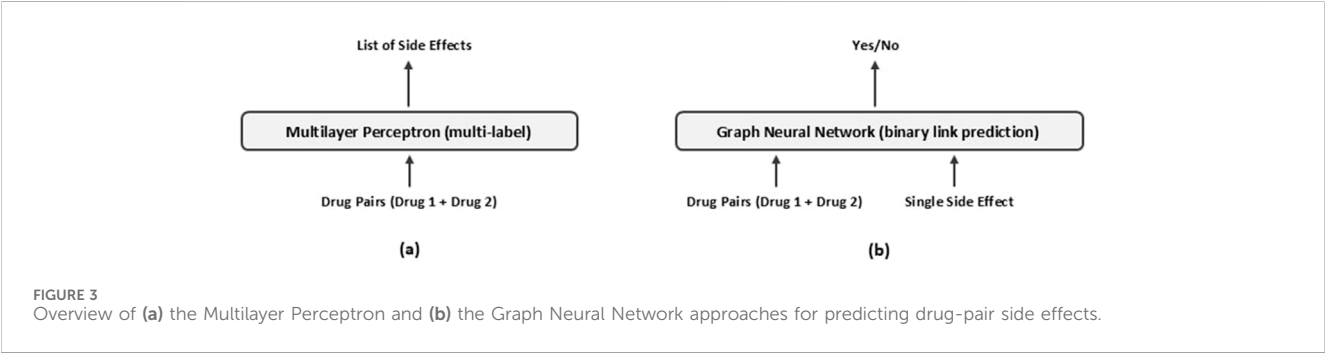 List of Side Effects
Multilayer Perceptron (multi-label)
Drug Pairs (Drug 1 + Drug 2)
(a)
Yes/No
Graph Neural Network (binary link prediction)
Drug Pairs (Drug 1 + Drug 2)
Single Side Effect
(b)
FIGURE 3
Overview of (a) the Multilayer Perceptron and (b) the Graph Neural Network approaches for predicting drug-pair side effects.